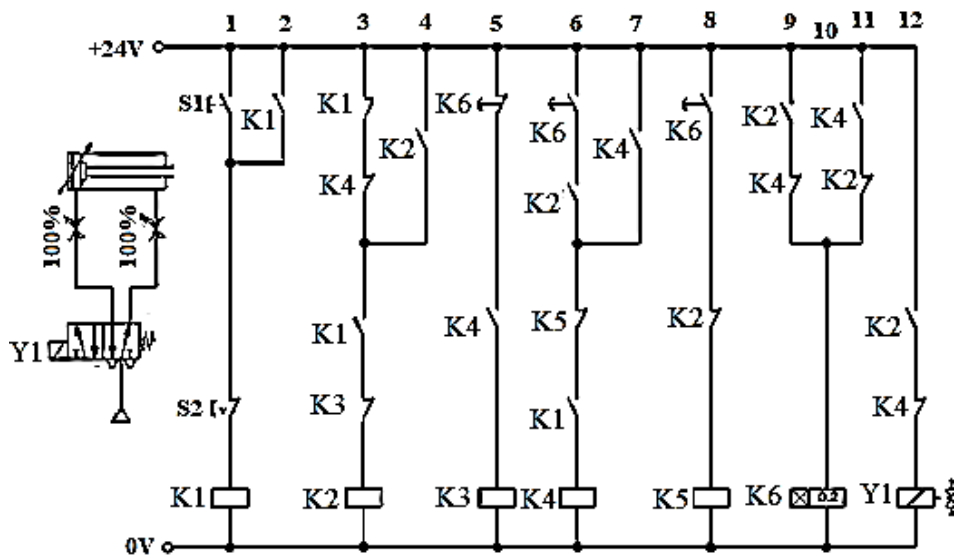 1 2 3 4 5 6 7 8 9 10 11 12
+24V
S1 K1 K1 K6 K6 K6 K2 K4
K2 K4
K4 K2 K4 K2
100% 100%
K1 K4 K5 K2 K2
Y1
S2 K3 K1 K4
K1 K2 K3 K4 K5 K6 0.2 Y1
0V